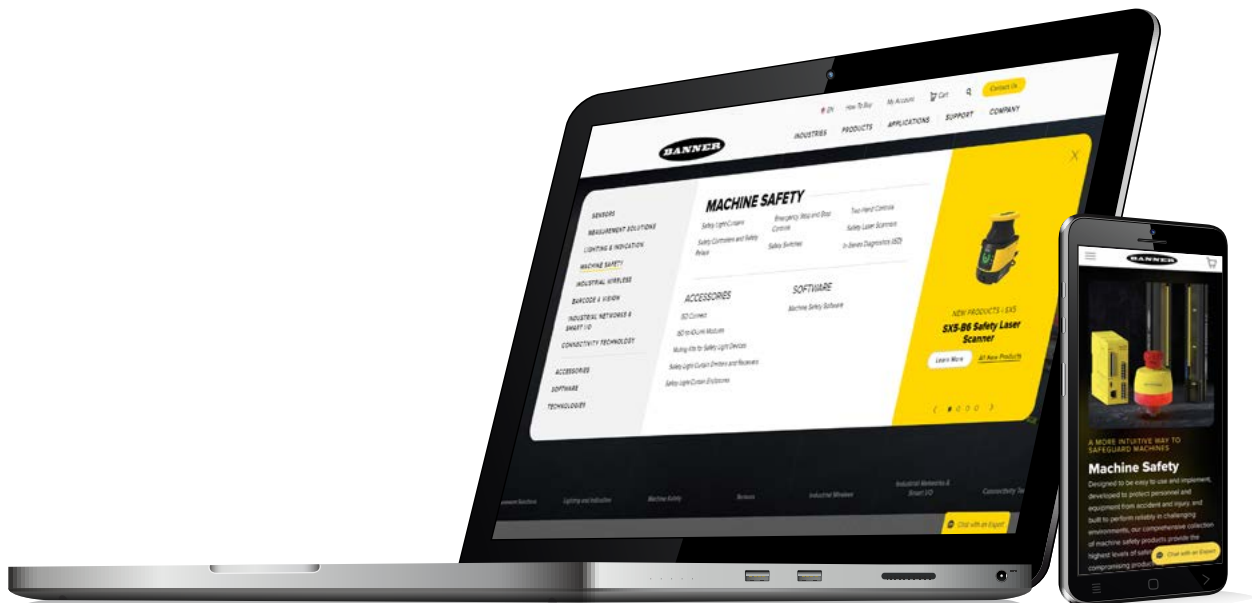 EN How To Buy My Account Cart Contact Us
BANNER
INDUSTRIES PRODUCTS APPLICATIONS SUPPORT COMPANY
SENSORS
MEASUREMENT SOLUTIONS
LIGHTING & INDICATION
MACHINE SAFETY
INDUSTRIAL WIRELESS
BARCODE & VISION
INDUSTRIAL NETWORKS &
SMART I/O
CONNECTIVITY TECHNOLOGY
ACCESSORIES
SOFTWARE
TECHNOLOGIES
MACHINE SAFETY
Safety Light Curtains
Safety Controllers and Safety
Relays
Emergency Stop and Stop
Controls
Safety Switches
Two-Hand Controls
Safety Laser Scanners
In-Series Diagnostics (ISD)
ACCESSORIES
ISD Connect
ISD-to-IO-Link Modules
Muting Kits for Safety Light Devices
Safety Light Curtain Emitters and Receivers
Safety Light Curtain Enclosures
SOFTWARE
Machine Safety Software
NEW PRODUCTS | SX5
SX5-B6 Safety Laser
Scanner
Learn More All New Products
Lighting and Indication Machine Safety Sensors Industrial Wireless
Industrial Networks &
Smart I/O
Connectivity
Chat with an Expert
BANNER
A MORE INTUITIVE WAY TO
SAFEGUARD MACHINES
Machine Safety
Designed to be easy to use and implement,
developed to protect personnel and
equipment from accident and injury, and
built to perform reliably in challenging
environments, our comprehensive collection
of machine safety products provide the
highest levels of
compromising
Chat with an Expert